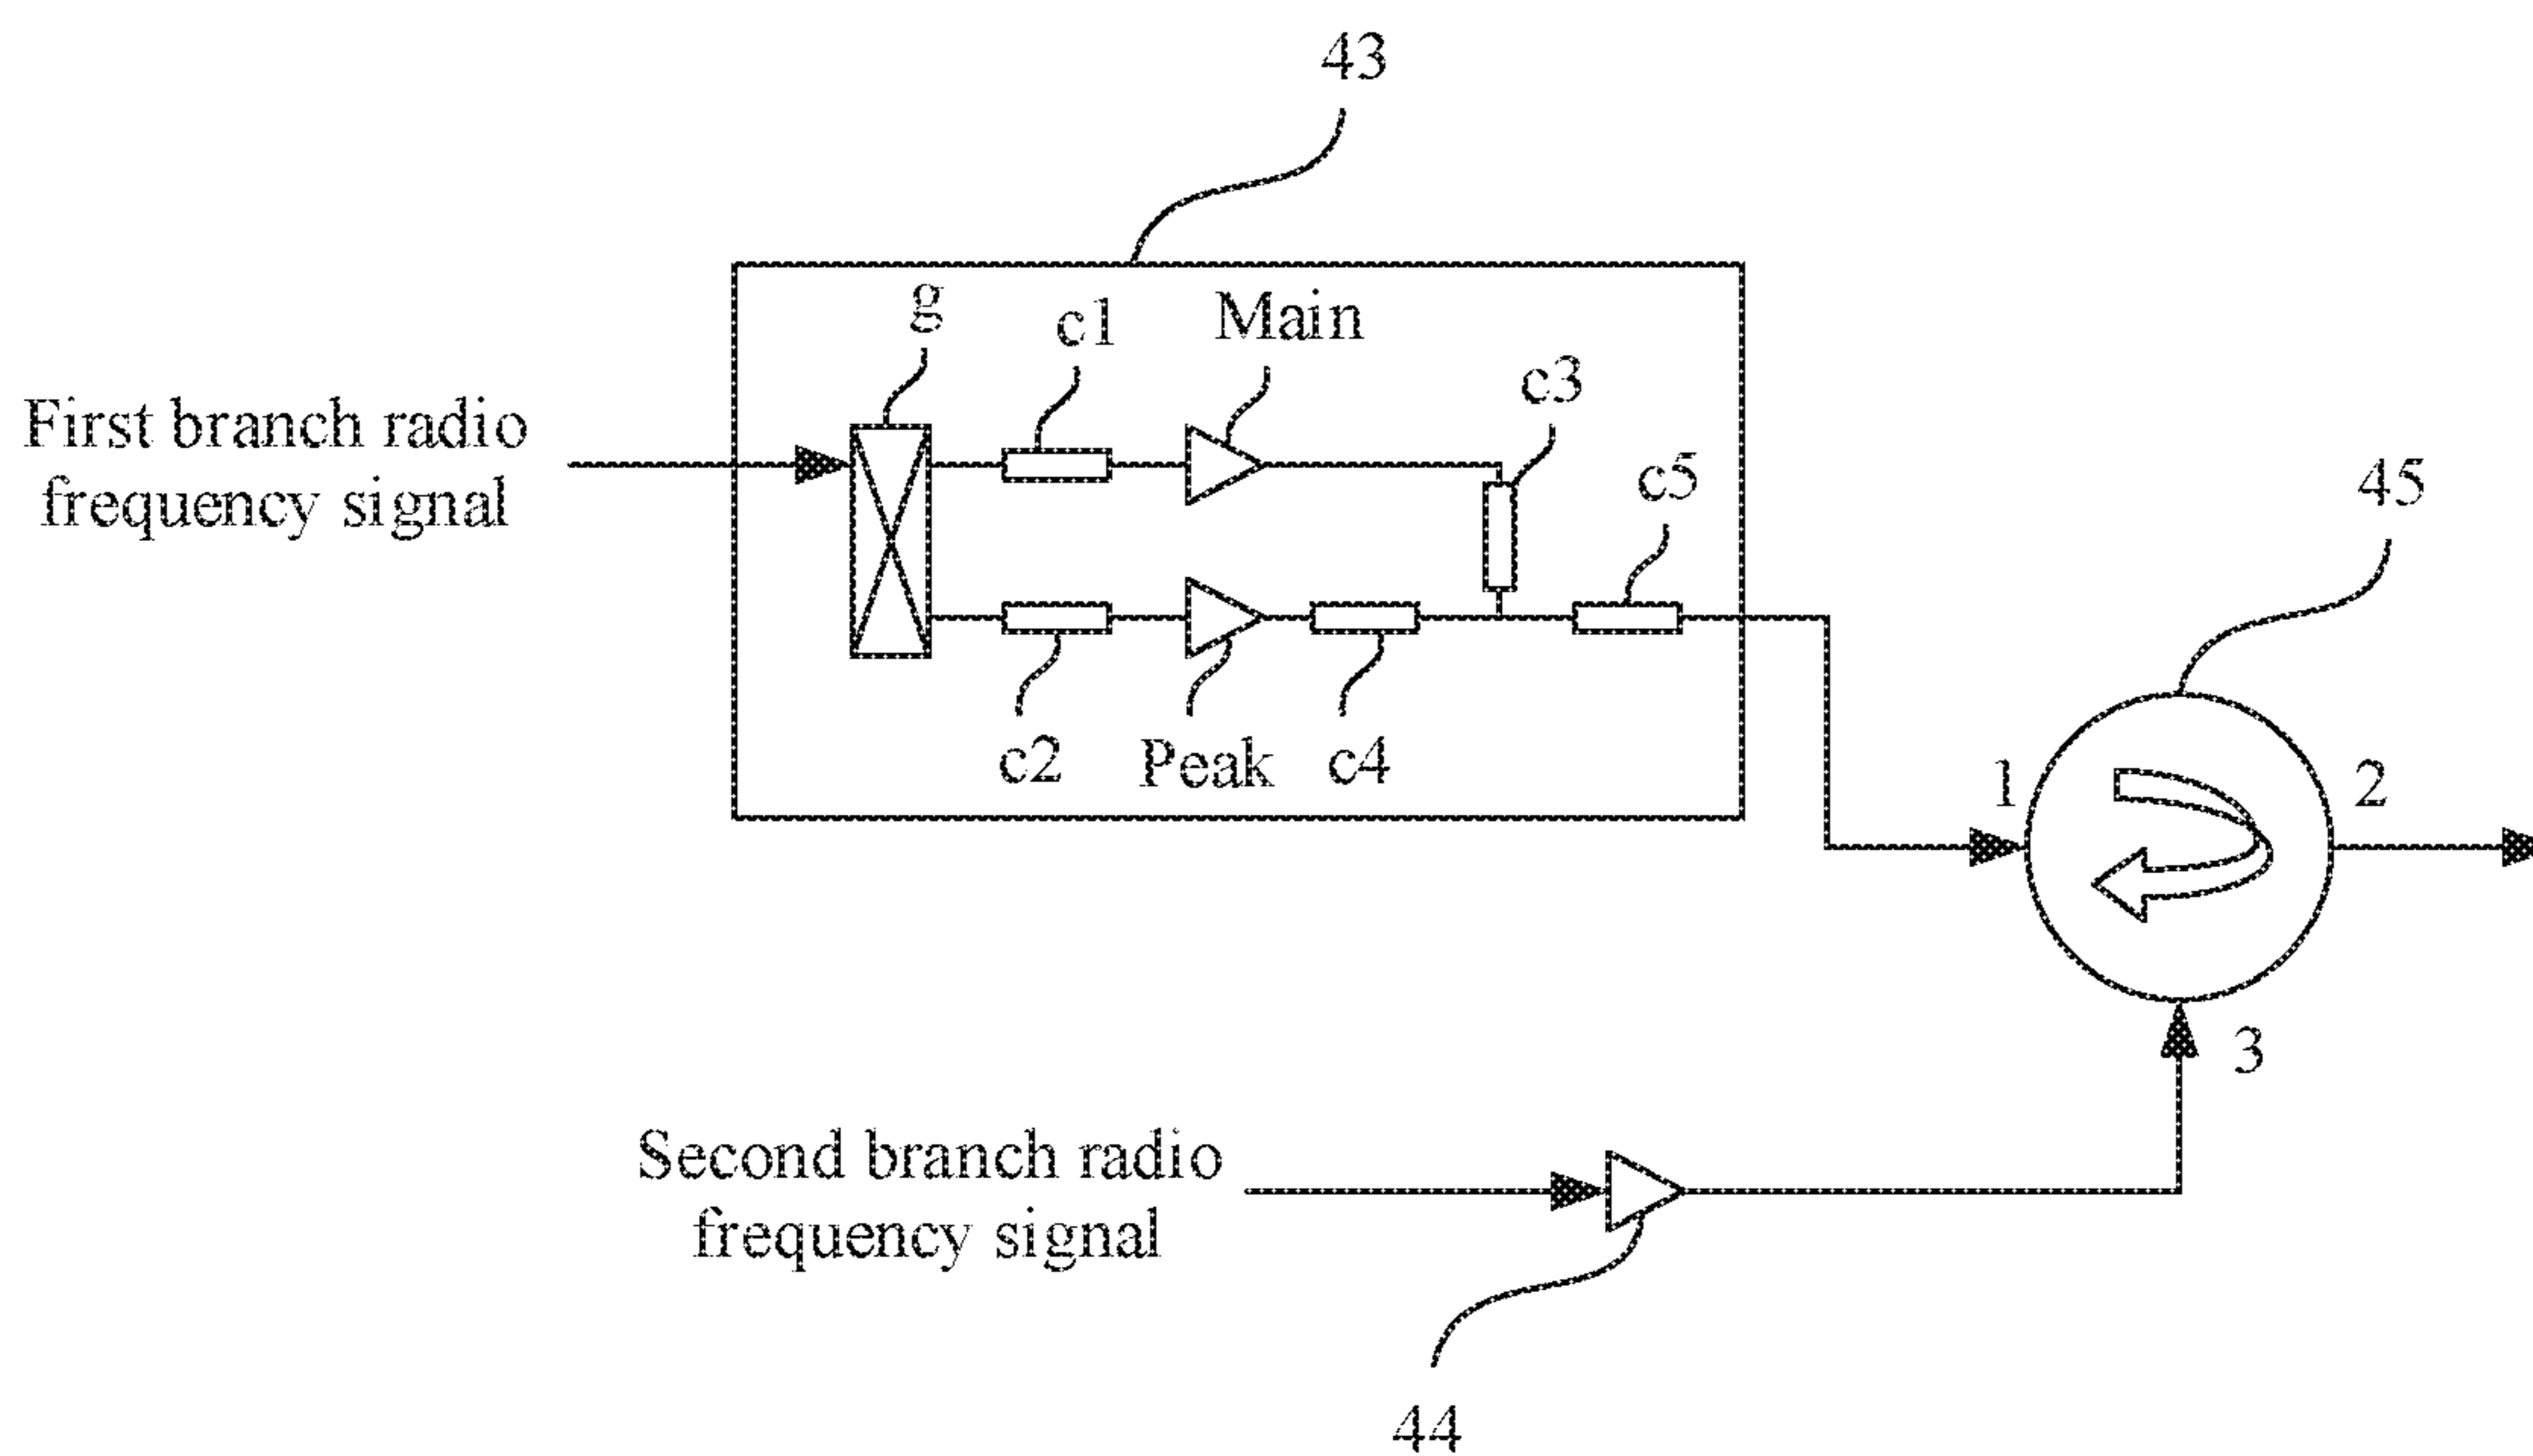 43
g
c1
Main
c3
First branch radio
frequency signal
c5
45
c2
Peak
c4
1
2
3
Second branch radio
frequency signal
44